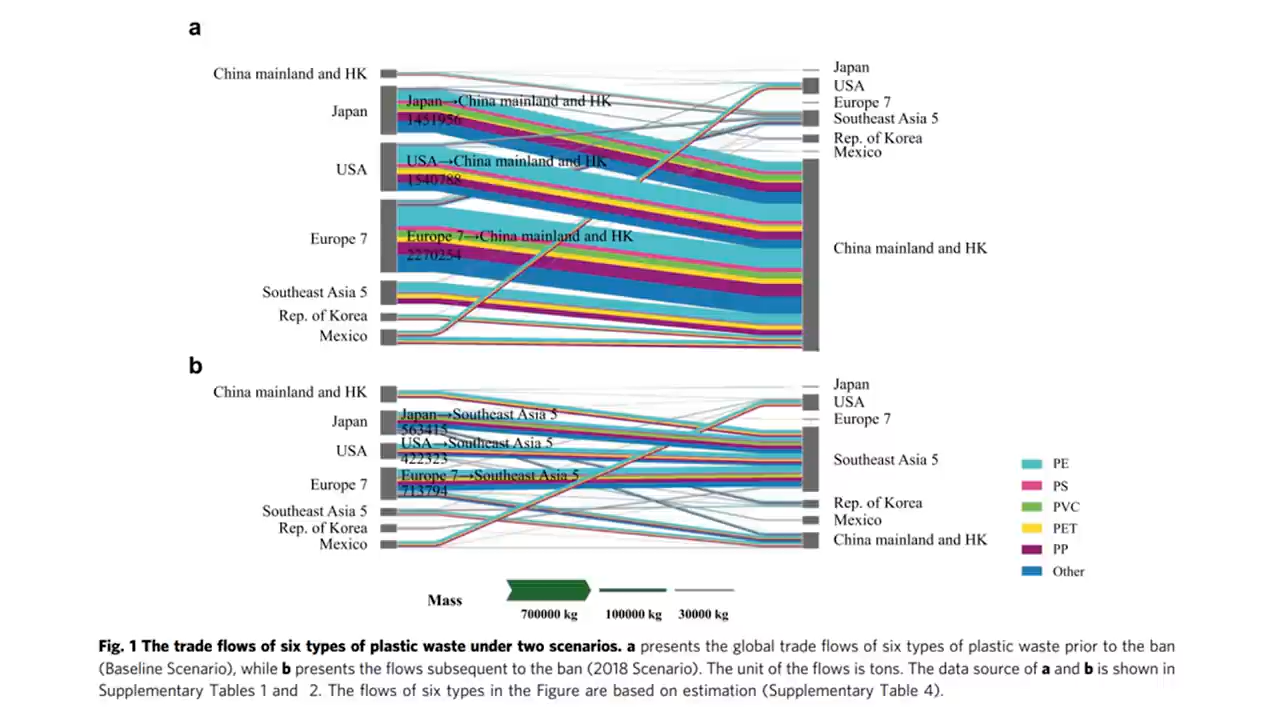 a
China mainland and HK
Japan
USA
Europe 7
Southeast Asia 5
Rep. of Korea
Mexico
Japan→China mainland and HK
1451956
USA→China mainland and HK
1540788
Europe 7→China mainland and HK
2270254
Japan
USA
Europe 7
Southeast Asia 5
Rep. of Korea
Mexico
China mainland and HK
b
China mainland and HK
Japan
USA
Europe 7
Southeast Asia 5
Rep. of Korea
Mexico
Japan→Southeast Asia 5
563415
USA→Southeast Asia 5
422323
Europe 7→Southeast Asia 5
713794
Japan
USA
Europe 7
Southeast Asia 5
Rep. of Korea
Mexico
China mainland and HK
PE
PS
PVC
PET
PP
Other
Mass
700000 kg
100000 kg
30000 kg
Fig. 1 The trade flows of six types of plastic waste under two scenarios. a presents the global trade flows of six types of plastic waste prior to the ban
(Baseline Scenario), while b presents the flows subsequent to the ban (2018 Scenario). The unit of the flows is tons. The data source of a and b is shown in
Supplementary Tables 1 and 2. The flows of six types in the Figure are based on estimation (Supplementary Table 4).